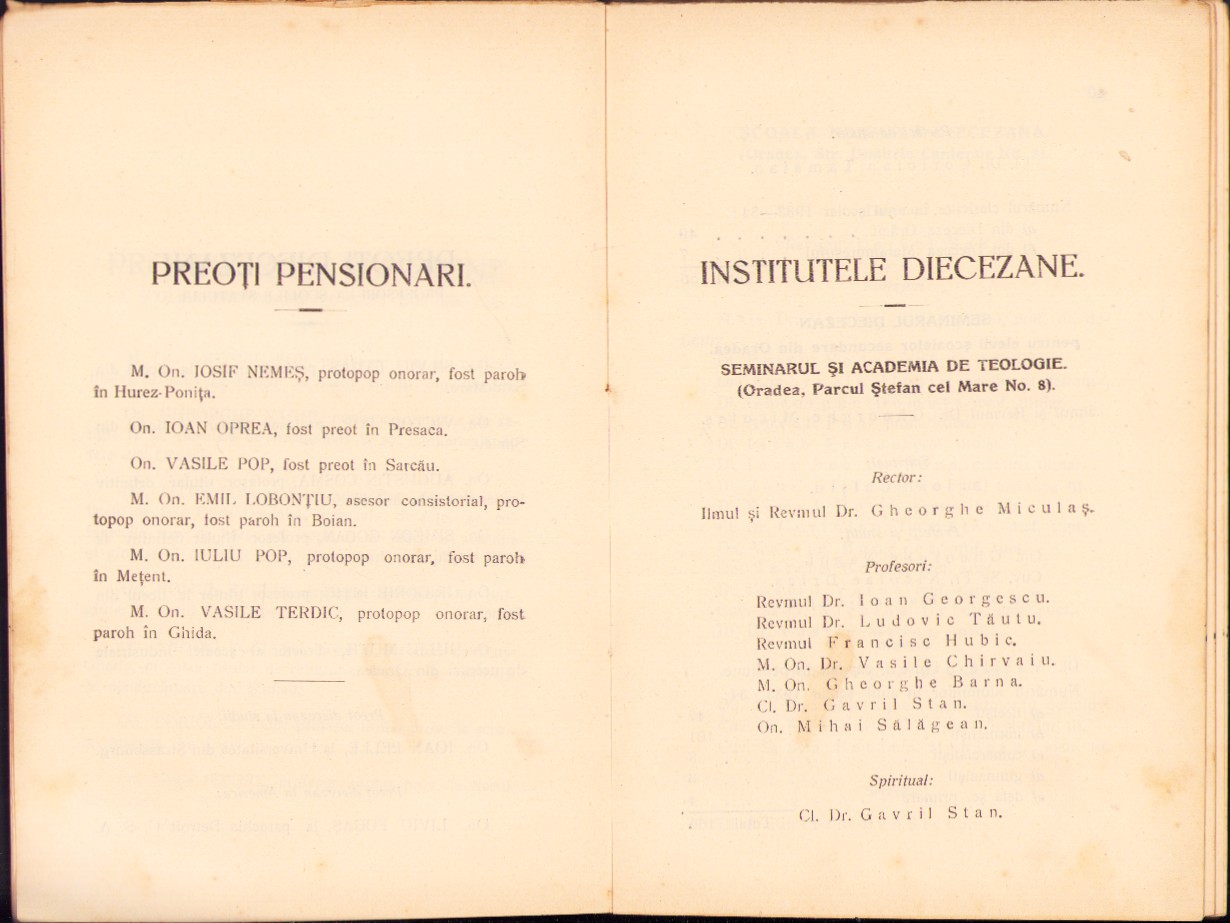 PREOȚI PENSIONARI.
M. On. IOSIF NEMEȘ, protopop onorar, fost paroh
în Hurez-Ponița.
On. IOAN OPREA, fost preot în Presaca.
On. VASILE POP, fost preot în Sarcău.
M. On. EMIL LOBONȚIU, asesor consistorial, pro-
topop onorar, fost paroh în Boian.
M. On. IULIU POP, protopop onorar, fost paroh
în Mețent.
M. On. VASILE TERDIC, protopop onorar, fost
paroh în Ghida.
INSTITUTELE DIECEZANE.
SEMINARUL ȘI ACADEMIA DE TEOLOGIE.
(Oradea, Parcul Ștefan cel Mare No. 8).
Rector:
Ilmul și Revmul Dr. Gheorghe Miculaș.
Profesori:
Revmul Dr. Ioan Georgescu.
Revmul Dr. Ludovic Tăutu.
Revmul Francisc Hubic.
M. On. Dr. Vasile Chirvaiu.
M. On. Gheorghe Barna.
Cl. Dr. Gavril Stan.
On. Mihai Sălăgean.
Spiritual:
Cl. Dr. Gavril Stan.